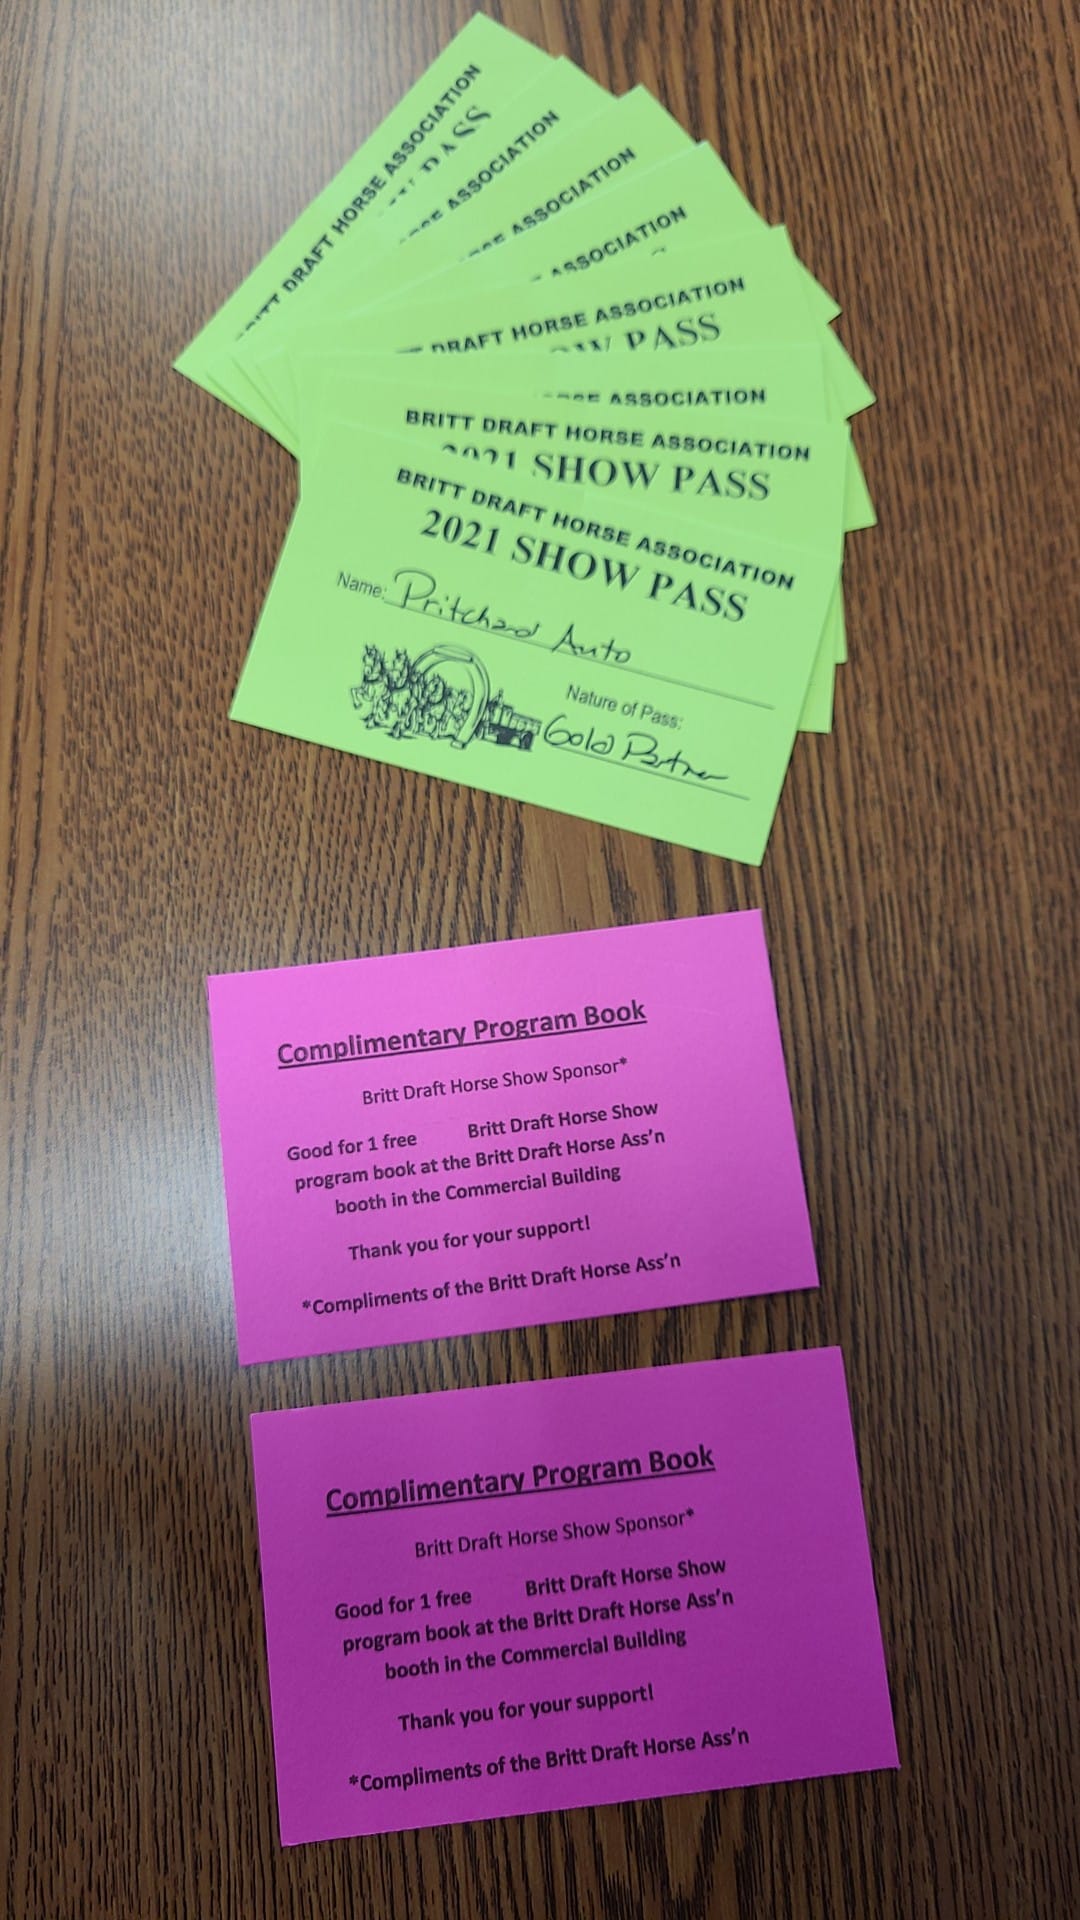 BRITT DRAFT HORSE ASSOCIATION
PASS
ASSOCIATION
ASSOCIATION
ASSOCIATION
DRAFT HORSE ASSOCIATION
PASS
ASSOCIATION
BRITT DRAFT HORSE ASSOCIATION
2021 SHOW PASS
BRITT DRAFT HORSE ASSOCIATION
2021 SHOW PASS
Name: Pritchard Auto
Nature of Pass:
Gold Partner
Complimentary Program Book
Britt Draft Horse Show Sponsor*
Good for 1 free Britt Draft Horse Show
program book at the Britt Draft Horse Ass'n
booth in the Commercial Building
Thank you for your support!
*Compliments of the Britt Draft Horse Ass'n
Complimentary Program Book
Britt Draft Horse Show Sponsor*
Good for 1 free Britt Draft Horse Show
program book at the Britt Draft Horse Ass'n
booth in the Commercial Building
Thank you for your support!
*Compliments of the Britt Draft Horse Ass'n